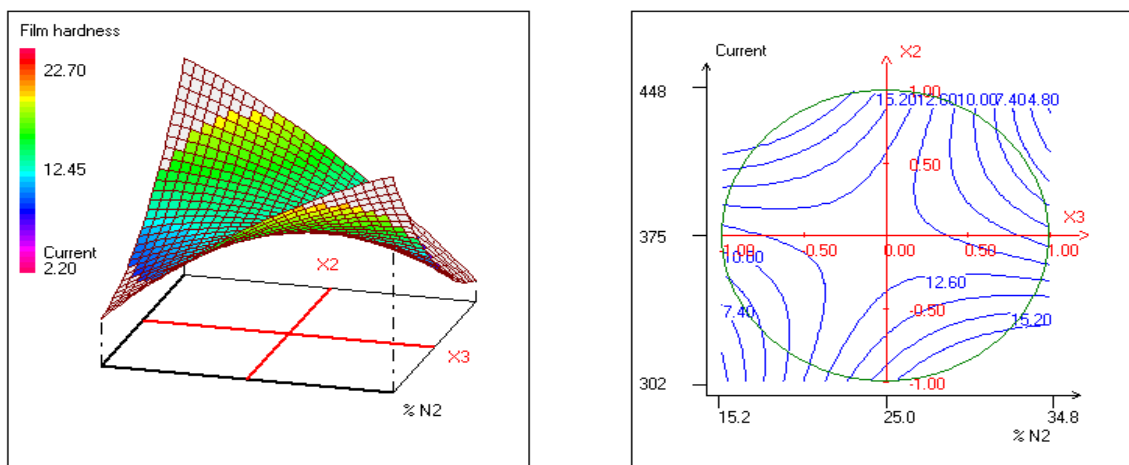 Film hardness
22.70
12.45
Current
2.20
X2
X3
% N2
Current
X2
448
1.00
15.20 12.60 10.00 7.40 4.80
0.50
X3
375
-1.00 -0.50 0.00 0.50 1.00
10.00
12.60
7.40
-0.50
15.20
302
-1.00
15.2 25.0 34.8
% N2